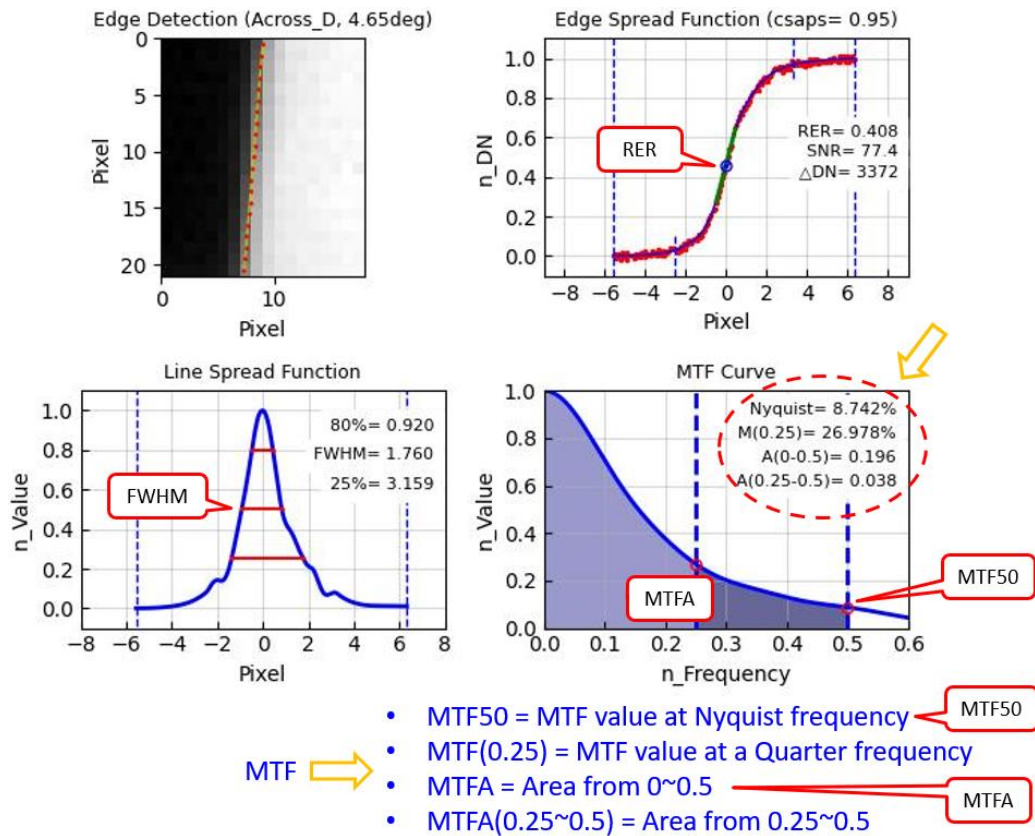 Edge Detection (Across_D, 4.65deg)
0
5
10
15
20
Pixel
0
10
Pixel
Edge Spread Function (csaps= 0.95)
1.0
0.8
0.6
0.4
0.2
0.0
n_DN
RER
RER= 0.408
SNR= 77.4
△DN= 3372
−8
−6
−4
−2
0
2
4
6
8
Pixel
Line Spread Function
1.0
0.8
0.6
0.4
0.2
0.0
n_Value
80%= 0.920
FWHM= 1.760
25%= 3.159
FWHM
−8
−6
−4
−2
0
2
4
6
8
Pixel
MTF Curve
1.0
0.8
0.6
0.4
0.2
0.0
n_Value
Nyquist= 8.742%
M(0.25)= 26.978%
A(0-0.5)= 0.196
A(0.25-0.5)= 0.038
MTFA
MTF50
0.0
0.1
0.2
0.3
0.4
0.5
0.6
n_Frequency
MTF
• MTF50 = MTF value at Nyquist frequency
MTF50
• MTF(0.25) = MTF value at a Quarter frequency
• MTFA = Area from 0~0.5
MTFA
• MTFA(0.25~0.5) = Area from 0.25~0.5